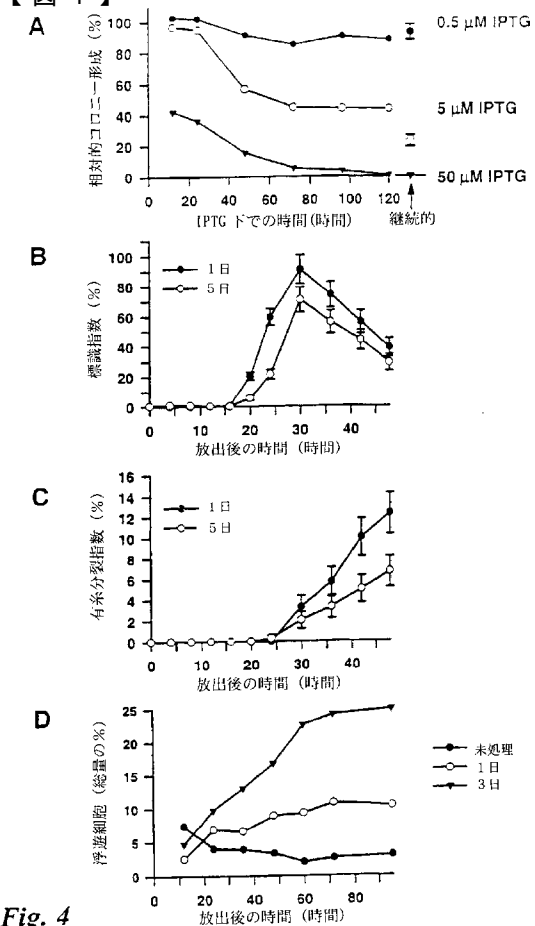 【図4】
A
相対的コロニー形成 (%)
100
80
60
40
20
0
0.5 µM IPTG
5 µM IPTG
50 µM IPTG
0 20 40 60 80 100 120
継続的
IPTG 下での時間(時間)
B
標識指数 (%)
100
80
60
40
20
0
1日
5日
0 10 20 30 40
放出後の時間 (時間)
C
有糸分裂指数 (%)
16
14
12
10
8
6
4
2
0
1日
5日
0 10 20 30 40
放出後の時間 (時間)
D
浮遊細胞 (総量の%)
25
20
15
10
5
0
未処理
1日
3日
0 20 40 60 80
放出後の時間 (時間)
Fig. 4